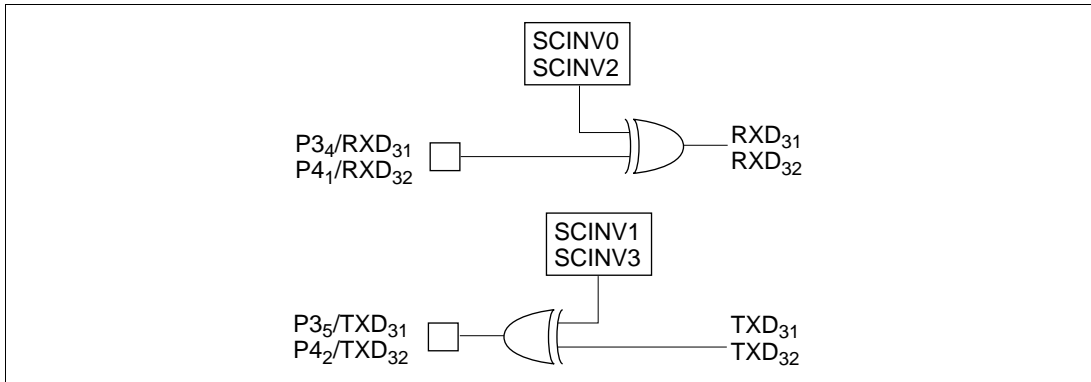 SCINV0
SCINV2
P3₄/RXD₃₁
P4₁/RXD₃₂
RXD₃₁
RXD₃₂
SCINV1
SCINV3
P3₅/TXD₃₁
P4₂/TXD₃₂
TXD₃₁
TXD₃₂